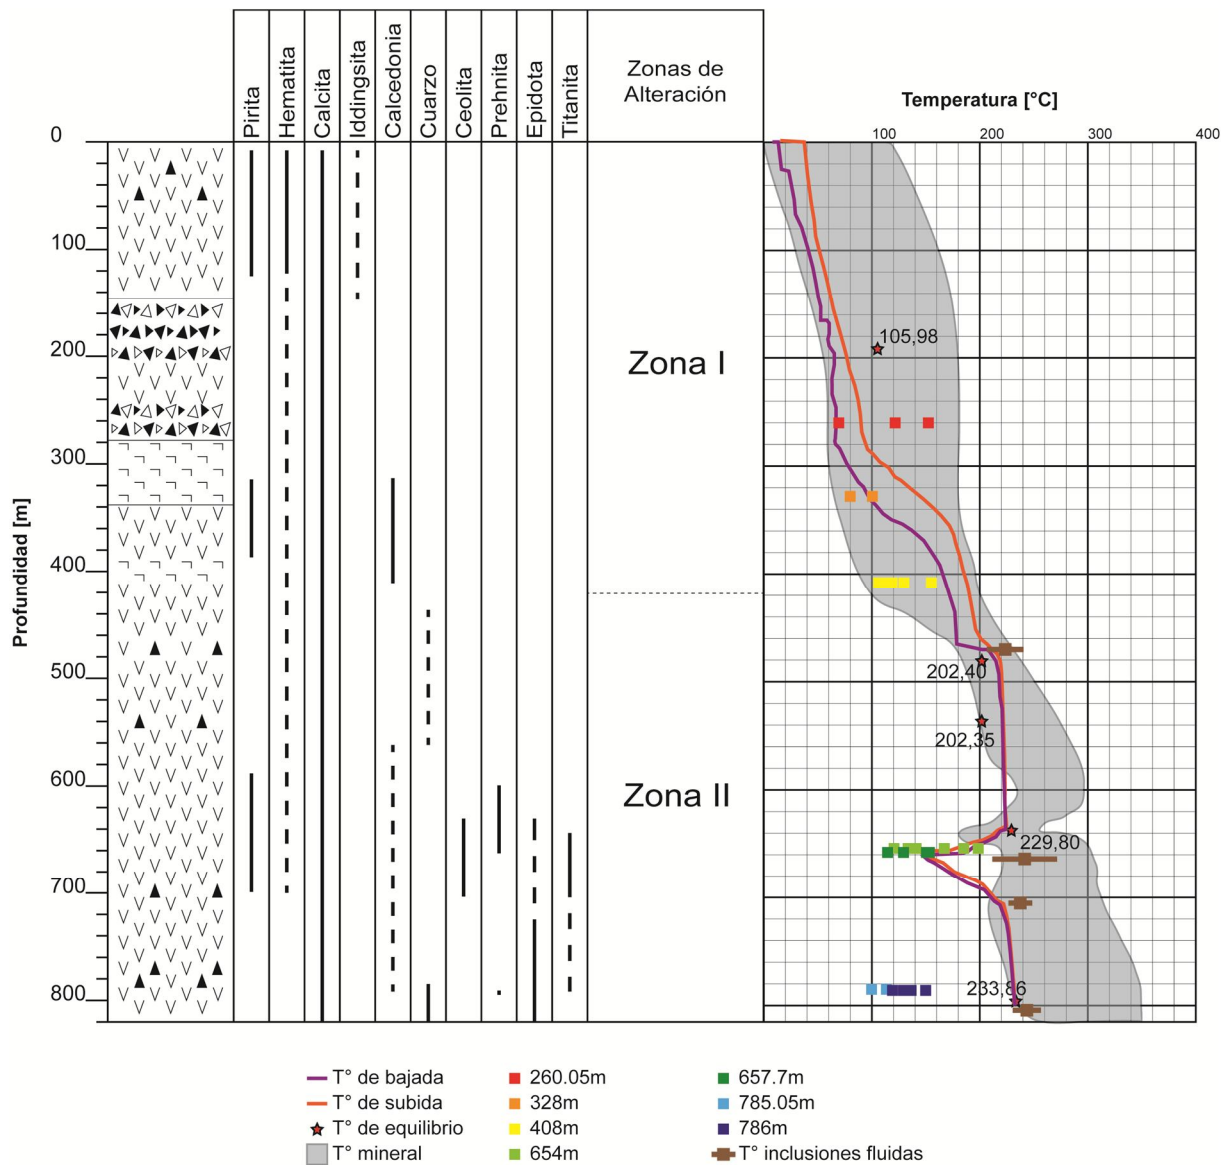 Pirita
Hematita
Calcita
Iddingsita
Calcedonia
Cuarzo
Ceolita
Prehnita
Epidota
Titanita
Zonas de
Alteración
Temperatura [°C]
100
200
300
400
Profundidad [m]
0
100
200
300
400
500
600
700
800
Zona I
Zona II
105,98
202,40
202,35
229,80
233,86
T° de bajada
T° de subida
T° de equilibrio
T° mineral
260.05m
328m
408m
654m
657.7m
785.05m
786m
T° inclusiones fluidas